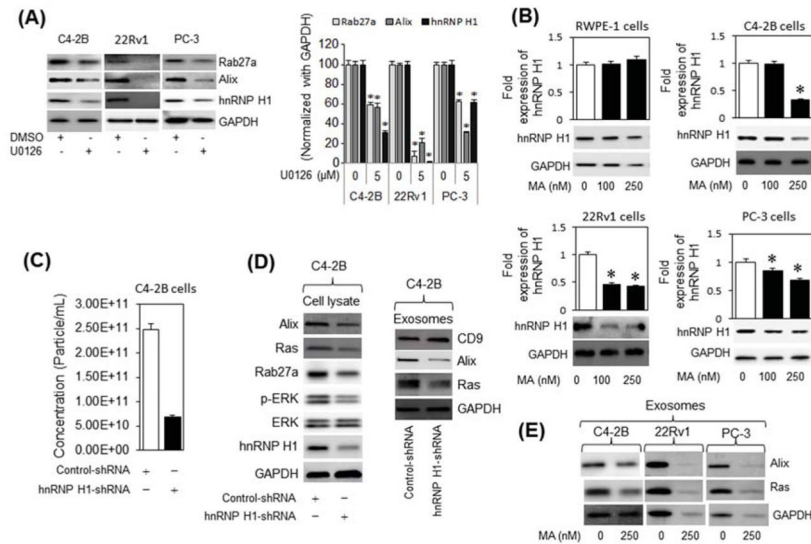 (A)
C4-2B 22Rv1 PC-3
Rab27a
Alix
hnRNP H1
GAPDH
DMSO + - + - + -
U0126 - + - + - +
Rab27a Alix hnRNP H1
(Normalized with GAPDH)
120
100
80
60
40
20
0
* * * * * * * * *
0 5 0 5 0 5
U0126 (μM)
C4-2B 22Rv1 PC-3
(B)
RWPE-1 cells
Fold expression of hnRNP H1
1.5
1
0.5
0
hnRNP H1
GAPDH
MA (nM) 0 100 250
C4-2B cells
Fold expression of hnRNP H1
1.5
1
0.5
0
*
hnRNP H1
GAPDH
MA (nM) 0 100 250
22Rv1 cells
Fold expression of hnRNP H1
1.5
1
0.5
0
* *
hnRNP H1
GAPDH
MA (nM) 0 100 250
PC-3 cells
Fold expression of hnRNP H1
1.5
1
0.5
0
* *
hnRNP H1
GAPDH
MA (nM) 0 100 250
(C)
C4-2B cells
Concentration (Particle/mL)
3.00E+11
2.50E+11
2.00E+11
1.50E+11
1.00E+11
5.00E+10
0.00E+00
Control-shRNA + -
hnRNP H1-shRNA - +
(D)
C4-2B
Cell lysate
Alix
Ras
Rab27a
p-ERK
ERK
hnRNP H1
GAPDH
Control-shRNA + -
hnRNP H1-shRNA - +
C4-2B
Exosomes
CD9
Alix
Ras
GAPDH
Control-shRNA
hnRNP H1-shRNA
(E)
Exosomes
C4-2B 22Rv1 PC-3
Alix
Ras
GAPDH
MA (nM) 0 250 0 250 0 250